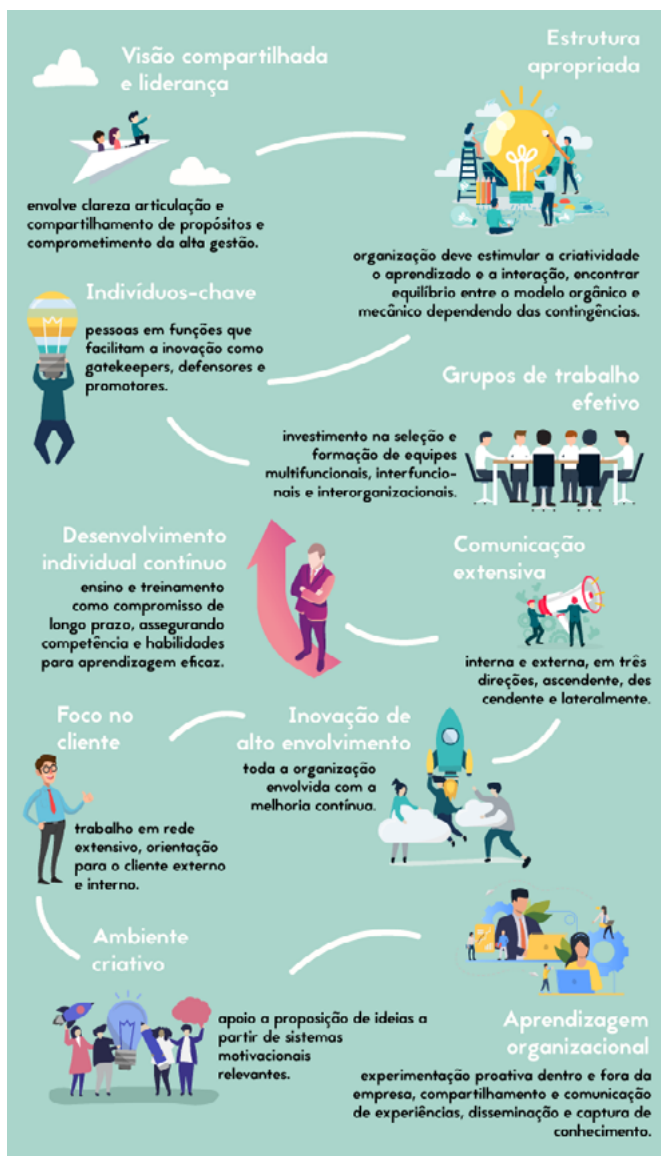 Visão compartilhada
e liderança
envolve clareza articulação e
compartilhamento de propósitos e
comprometimento da alta gestão.
Estrutura
apropriada
organização deve estimular a criatividade
o aprendizado e a interação, encontrar
equilíbrio entre o modelo orgânico e
mecânico dependendo das contingências.
Indivíduos-chave
pessoas em funções que
facilitam a inovação como
gatekeepers, defensores e
promotores.
Grupos de trabalho
efetivo
investimento na seleção e
formação de equipes
multifuncionais, interfuncio-
nais e interorganizacionais.
Desenvolvimento
individual contínuo
ensino e treinamento
como compromisso de
longo prazo, assegurando
competência e habilidades
para aprendizagem eficaz.
Comunicação
extensiva
interna e externa, em três
direções, ascendente, des
cendente e lateralmente.
Inovação de
alto envolvimento
toda a organização
envolvida com a
melhoria contínua.
Foco no
cliente
trabalho em rede
extensivo, orientação
para o cliente externo
e interno.
Ambiente
criativo
apoio a proposição de ideias a
partir de sistemas
motivacionais
relevantes.
Aprendizagem
organizacional
experimentação proativa dentro e fora da
empresa, compartilhamento e comunicação
de experiências, disseminação e captura de
conhecimento.